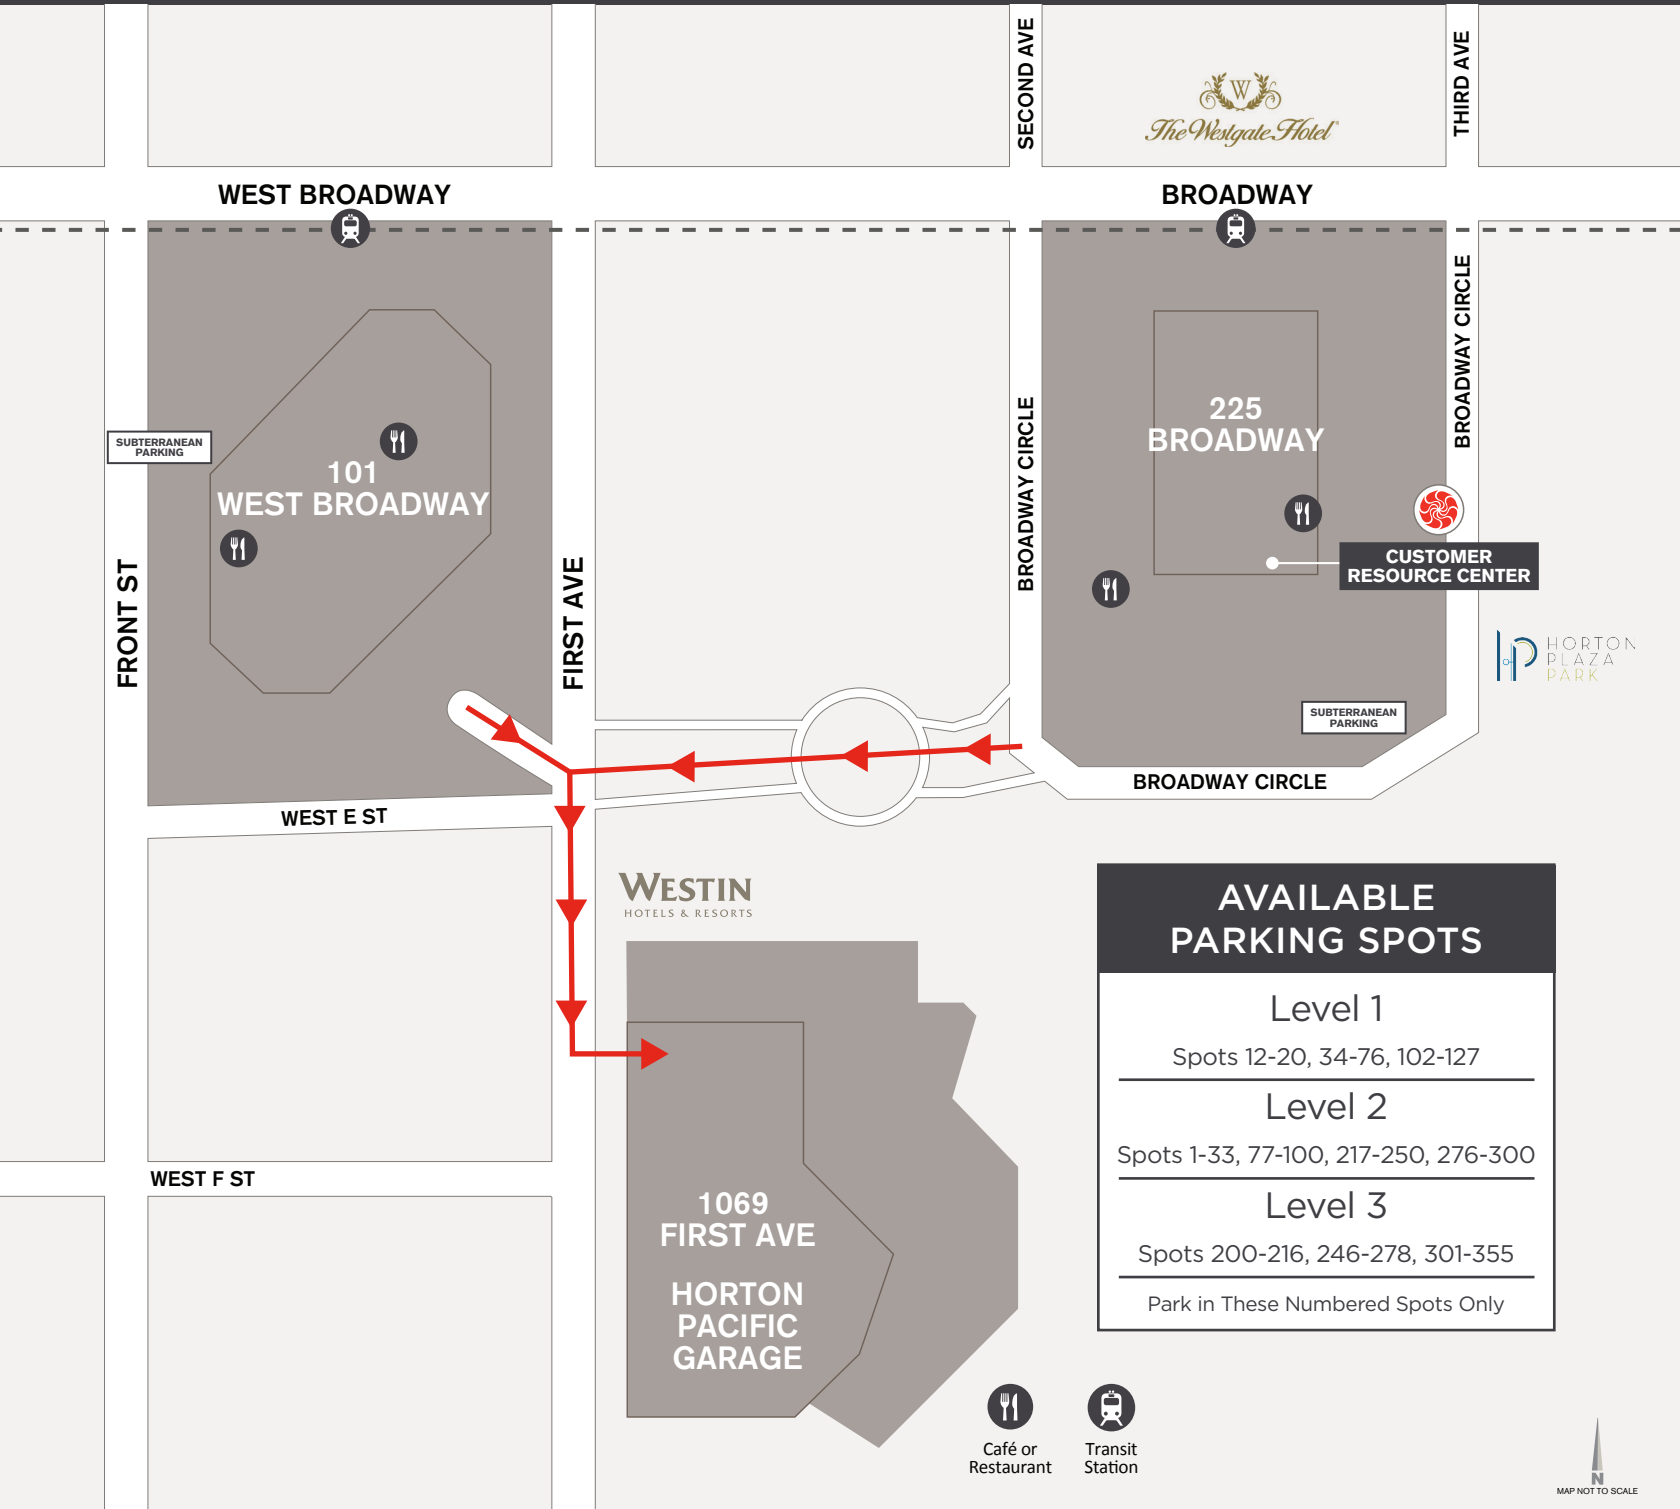 SECOND AVE
THIRD AVE
W
The Westgate Hotel
WEST BROADWAY
BROADWAY
BROADWAY CIRCLE
225
BROADWAY
BROADWAY CIRCLE
SUBTERRANEAN
PARKING
101
WEST BROADWAY
FRONT ST
FIRST AVE
CUSTOMER
RESOURCE CENTER
HP HORTON
PLAZA
PARK
SUBTERRANEAN
PARKING
BROADWAY CIRCLE
WEST E ST
WESTIN
HOTELS & RESORTS
AVAILABLE
PARKING SPOTS
Level 1
Spots 12-20, 34-76, 102-127
Level 2
Spots 1-33, 77-100, 217-250, 276-300
Level 3
Spots 200-216, 246-278, 301-355
Park in These Numbered Spots Only
WEST F ST
1069
FIRST AVE
HORTON
PACIFIC
GARAGE
Café or
Restaurant
Transit
Station
N
MAP NOT TO SCALE